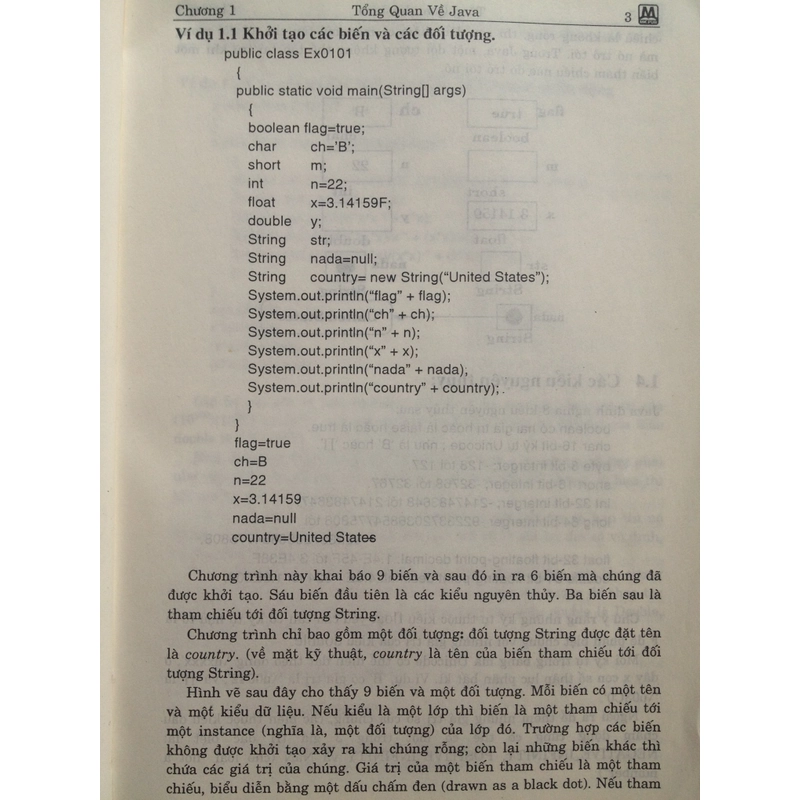 Chương 1 Tổng Quan Về Java 3
Ví dụ 1.1 Khởi tạo các biến và các đối tượng.
public class Ex0101
{
public static void main(String[] args)
{
boolean flag=true;
char ch='B';
short m;
int n=22;
float x=3.14159F;
double y;
String str;
String nada=null;
String country= new String("United States");
System.out.println("flag" + flag);
System.out.println("ch" + ch);
System.out.println("n" + n);
System.out.println("x" + x);
System.out.println("nada" + nada),
System.out.println("country" + country);
}
}
flag=true
ch=B
n=22
x=3.14159
nada=null
country=United States
Chương trình này khai báo 9 biến và sau đó in ra 6 biến mà chúng đã
được khởi tạo. Sáu biến đầu tiên là các kiểu nguyên thủy. Ba biến sau là
tham chiếu tới đối tượng String.
Chương trình chỉ bao gồm một đối tượng: đối tượng String được đặt tên
là country. (về mặt kỹ thuật, country là tên của biến tham chiếu tới đối
tượng String).
Hình vẽ sau đây cho thấy 9 biến và một đối tượng. Mỗi biến có một tên
và một kiểu dữ liệu. Nếu kiểu là một lớp thì biến là một tham chiếu tới
một instance (nghĩa là, một đối tượng) của lớp đó. Trường hợp các biến
không được khởi tạo xảy ra khi chúng rỗng; còn lại những biến khác thì
chứa các giá trị của chúng. Giá trị của một biến tham chiếu là một tham
chiếu, biểu diễn bằng một dấu chấm đen (drawn as a black dot). Nếu tham